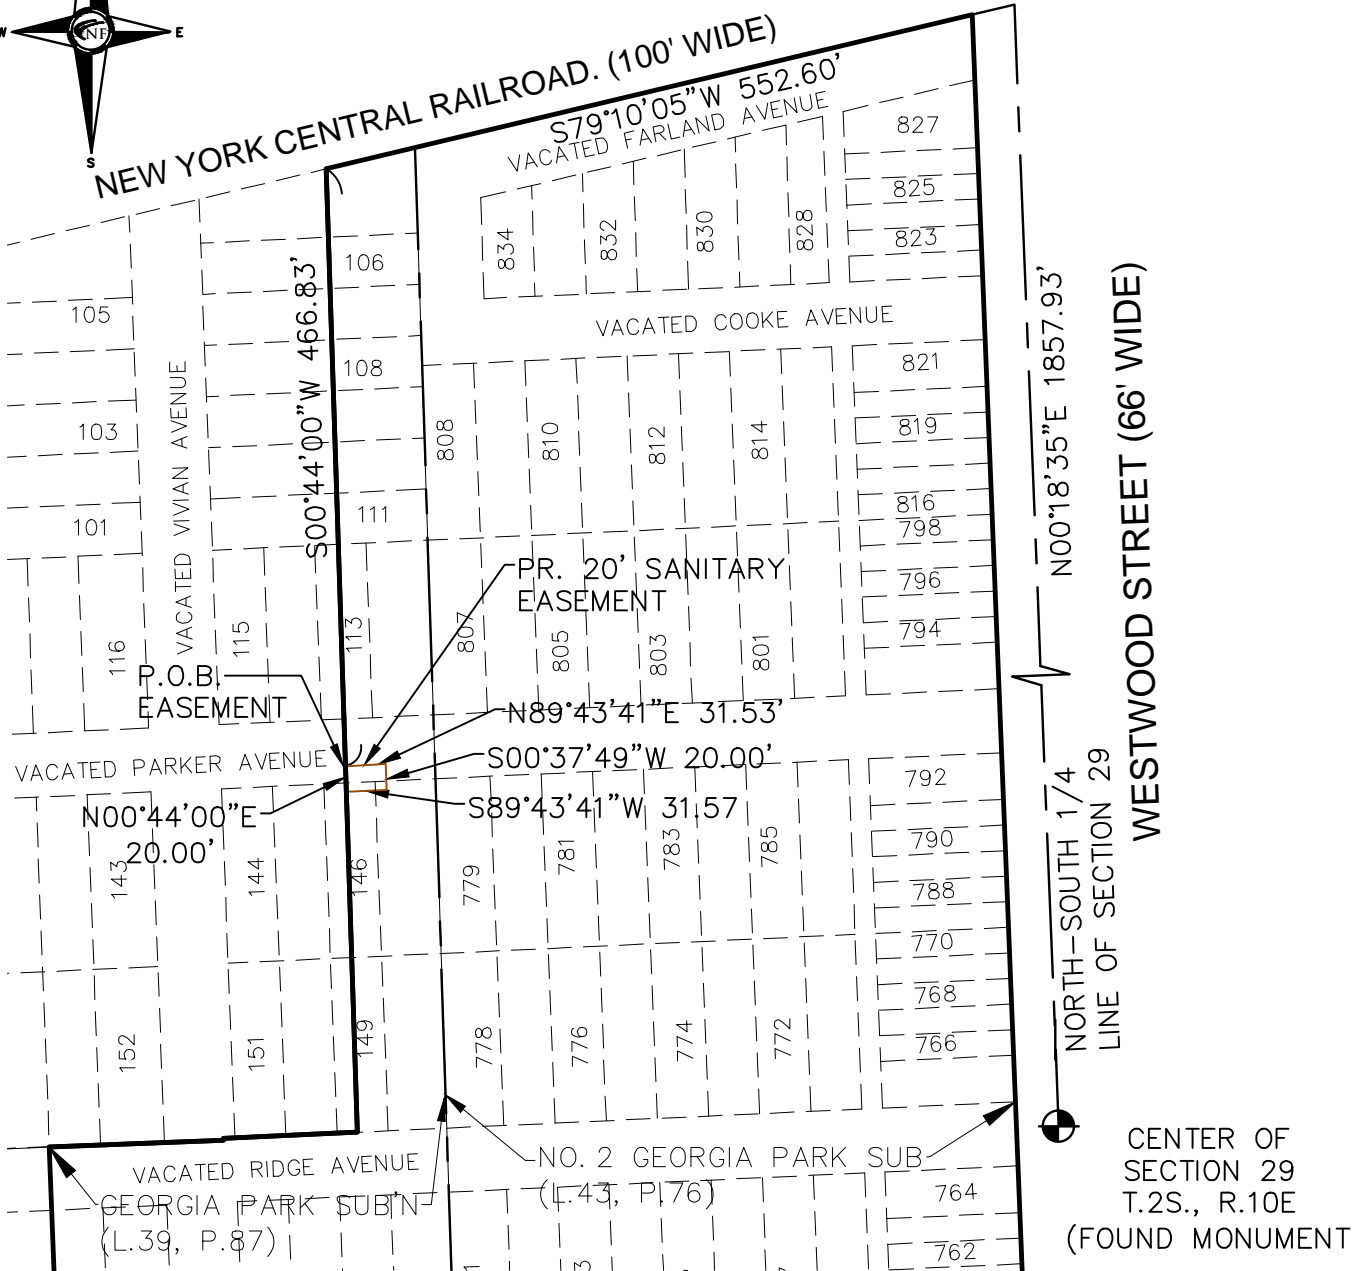 W
E
NF
S
NEW YORK CENTRAL RAILROAD. (100' WIDE)
S79°10'05"W 552.60'
VACATED FARLAND AVENUE
827
825
823
834
832
830
828
106
105
S00°44'00"W 466.83'
VACATED COOKE AVENUE
108
821
103
VACATED VIVIAN AVENUE
808
810
812
814
819
101
111
816
798
796
794
N00°18'35"E 1857.93'
WESTWOOD STREET (66' WIDE)
PR. 20' SANITARY
EASEMENT
116
115
113
807
805
803
801
P.O.B.
EASEMENT
N89°43'41"E 31.53'
S00°37'49"W 20.00'
S89°43'41"W 31.57
VACATED PARKER AVENUE
N00°44'00"E
20.00'
792
790
788
770
768
766
143
144
146
779
781
783
785
152
151
149
778
776
774
772
NORTH-SOUTH 1/4
LINE OF SECTION 29
CENTER OF
SECTION 29
T.2S., R.10E
(FOUND MONUMENT
VACATED RIDGE AVENUE
GEORGIA PARK SUB'N
(L.39, P.87)
NO. 2 GEORGIA PARK SUB
(L.43, P.76)
764
762